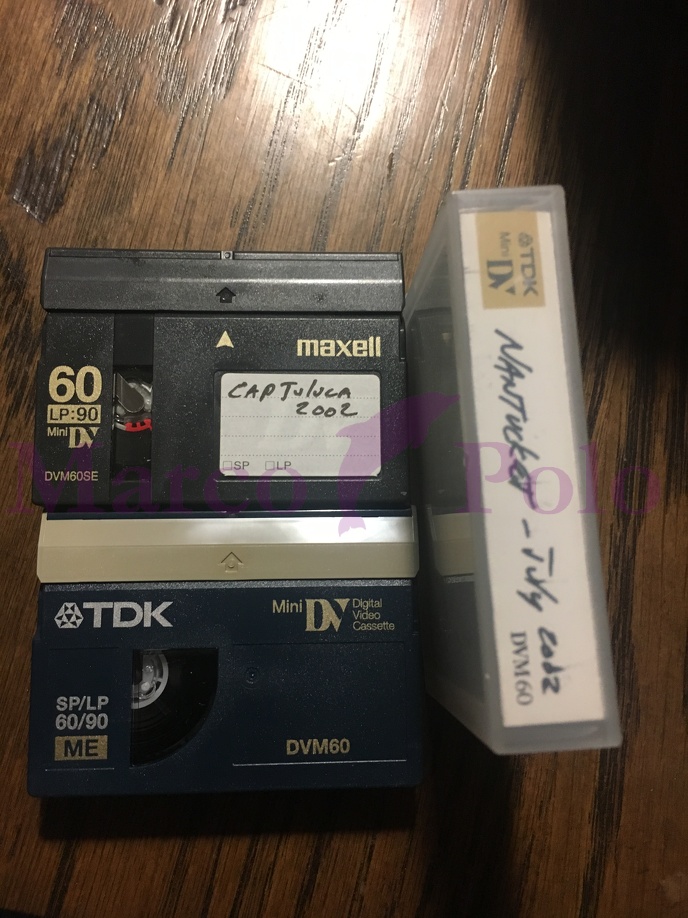 maxell
60
LP:90
Mini DV
DVM60SE
CAP JuLuCA
2002
SP LP
Marco Polo
TDK
Mini DV Digital Video Cassette
SP/LP
60/90
ME
DVM60
TDK
Mini DV
NANTUCKET - July 2002
DVM60